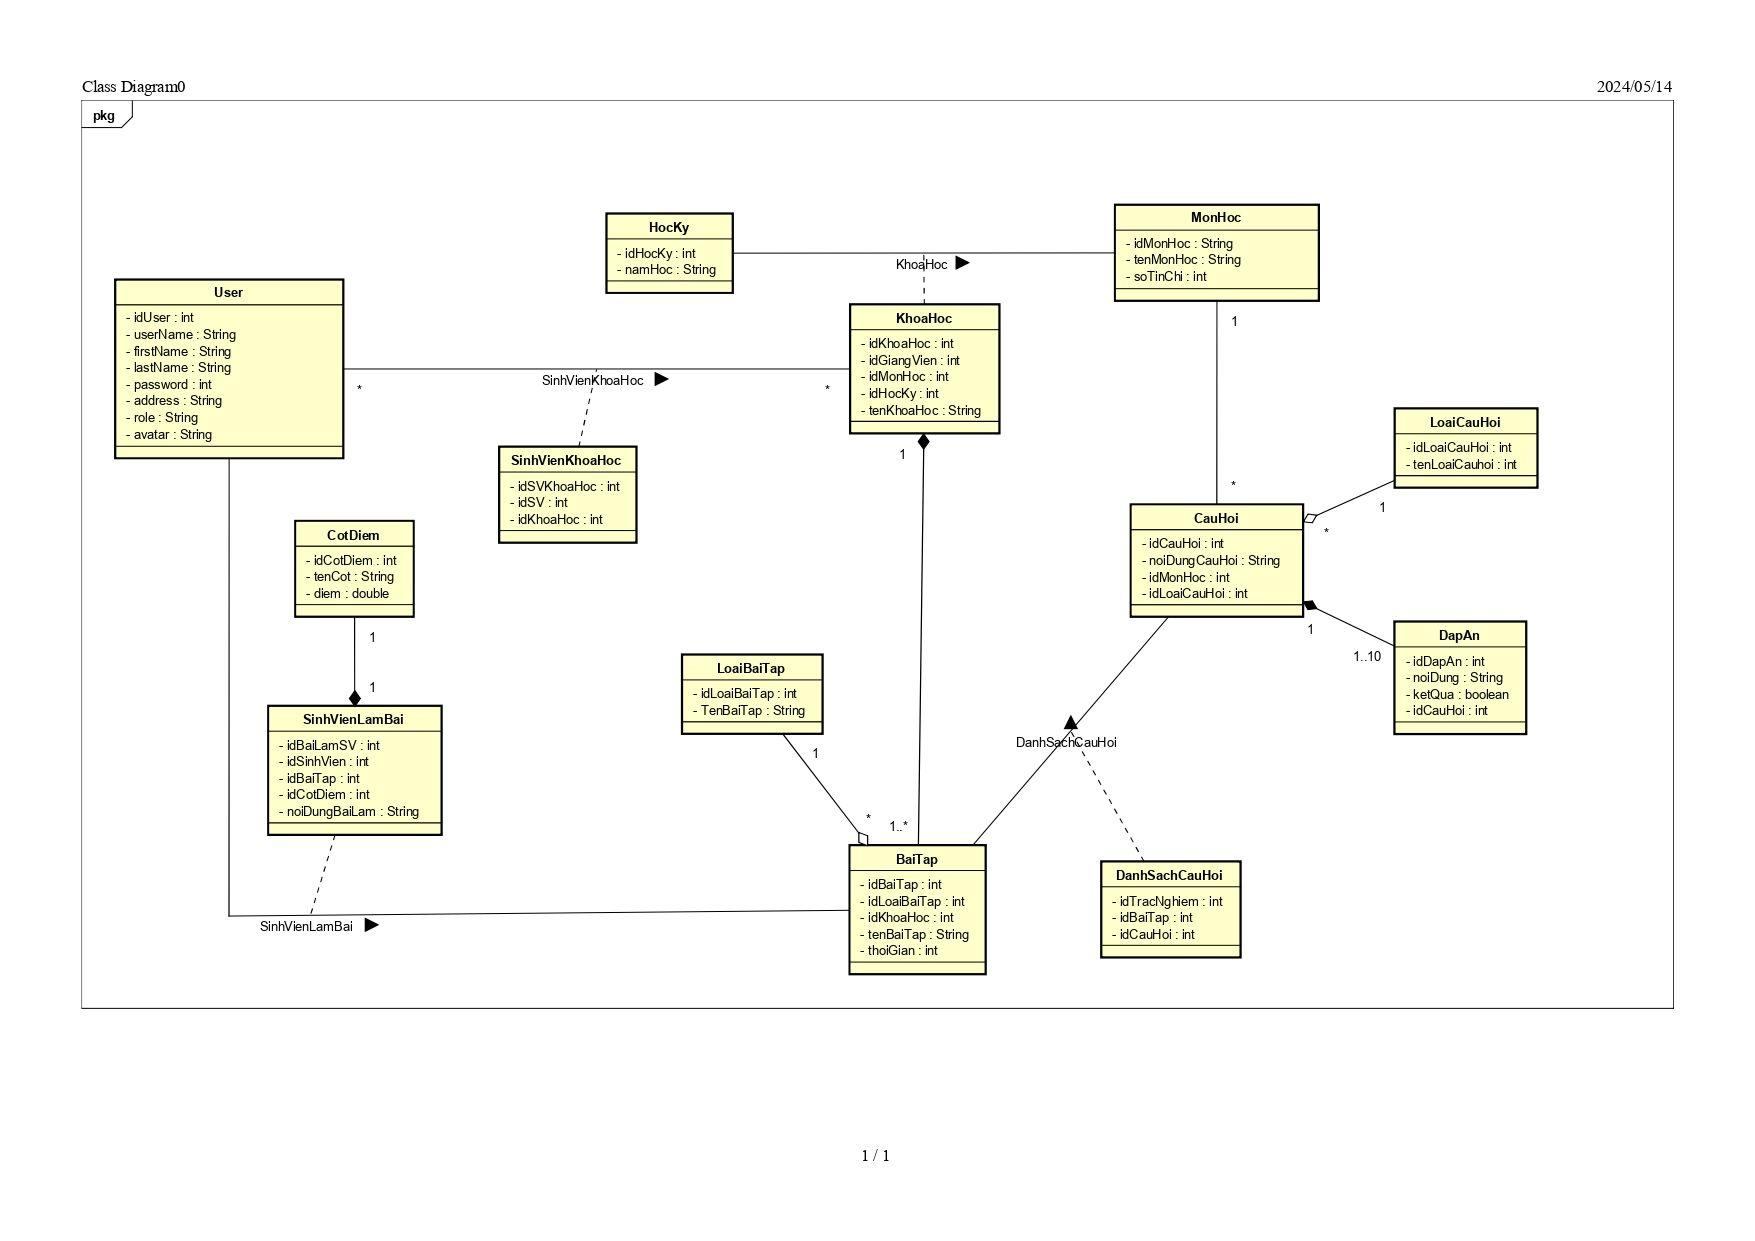 Class Diagram0
2024/05/14
pkg
HocKy
- idHocKy : int
- namHoc : String
MonHoc
- idMonHoc : String
- tenMonHoc : String
- soTinChi : int
KhoaHoc
User
- idUser : int
- userName : String
- firstName : String
- lastName : String
- password : int
- address : String
- role : String
- avatar : String
KhoaHoc
- idKhoaHoc : int
- idGiangVien : int
- idMonHoc : int
- idHocKy : int
- tenKhoaHoc : String
1
SinhVienKhoaHoc
*
*
SinhVienKhoaHoc
- idSVKhoaHoc : int
- idSV : int
- idKhoaHoc : int
1
LoaiCauHoi
- idLoaiCauHoi : int
- tenLoaiCauhoi : int
*
1
*
CauHoi
- idCauHoi : int
- noiDungCauHoi : String
- idMonHoc : int
- idLoaiCauHoi : int
CotDiem
- idCotDiem : int
- tenCot : String
- diem : double
1
1
1
1..10
DapAn
- idDapAn : int
- noiDung : String
- ketQua : boolean
- idCauHoi : int
LoaiBaiTap
- idLoaiBaiTap : int
- TenBaiTap : String
SinhVienLamBai
- idBaiLamSV : int
- idSinhVien : int
- idBaiTap : int
- idCotDiem : int
- noiDungBaiLam : String
DanhSachCauHoi
1
*
1..*
BaiTap
- idBaiTap : int
- idLoaiBaiTap : int
- idKhoaHoc : int
- tenBaiTap : String
- thoiGian : int
DanhSachCauHoi
- idTracNghiem : int
- idBaiTap : int
- idCauHoi : int
SinhVienLamBai
1 / 1